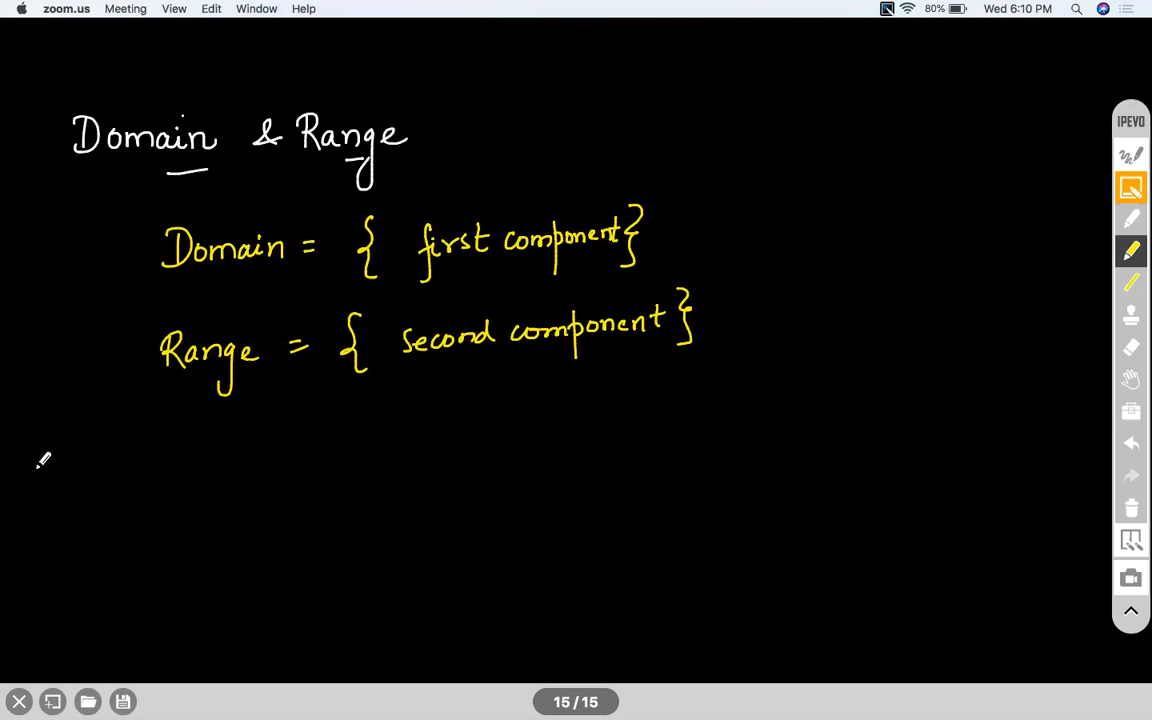 zoom.us Meeting View Edit Window Help 80% Wed 6:10 PM
IPEVO
Domain & Range
Domain = { first component}
Range = { second component }
15 / 15